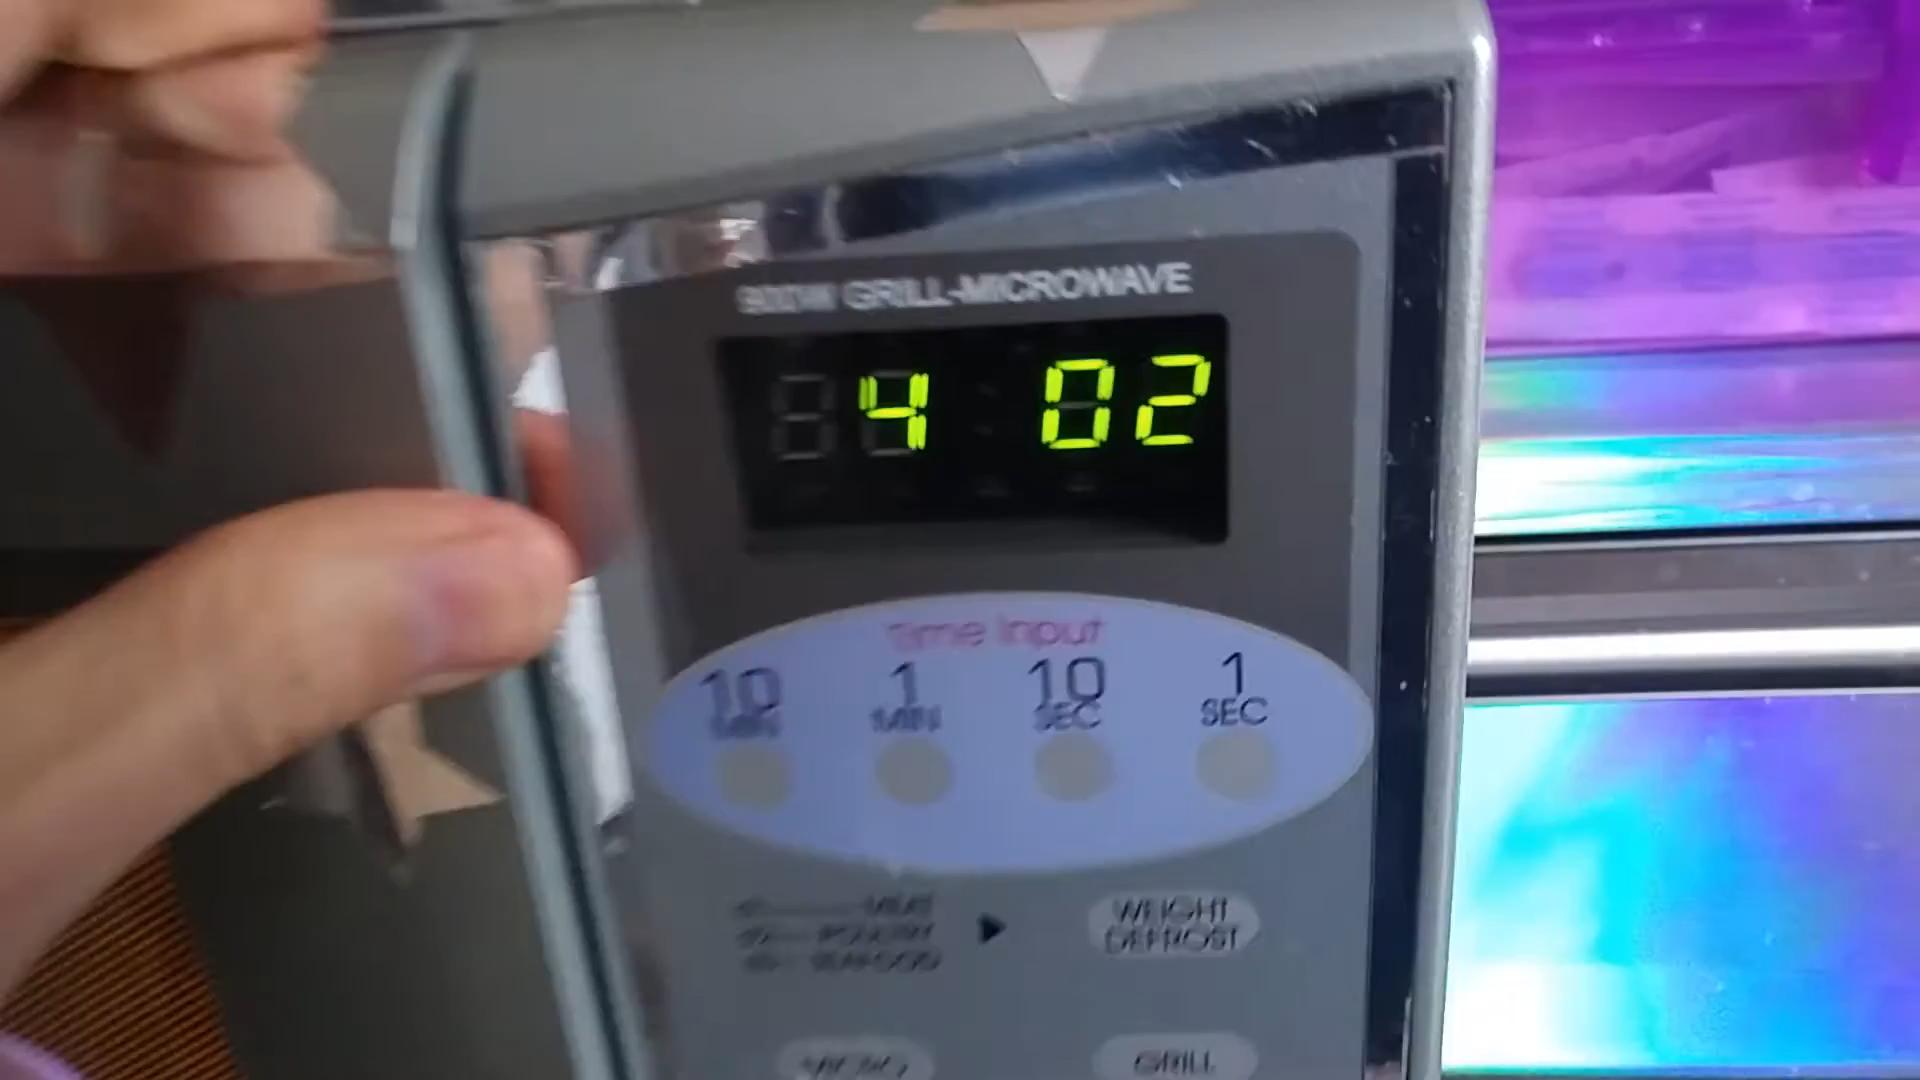 900W GRILL-MICROWAVE
4 02
Time Input
10 1 10 1
MIN MIN SEC SEC
MEAT
POULTRY
SEAFOOD
WEIGHT
DEFROST
MICRO GRILL